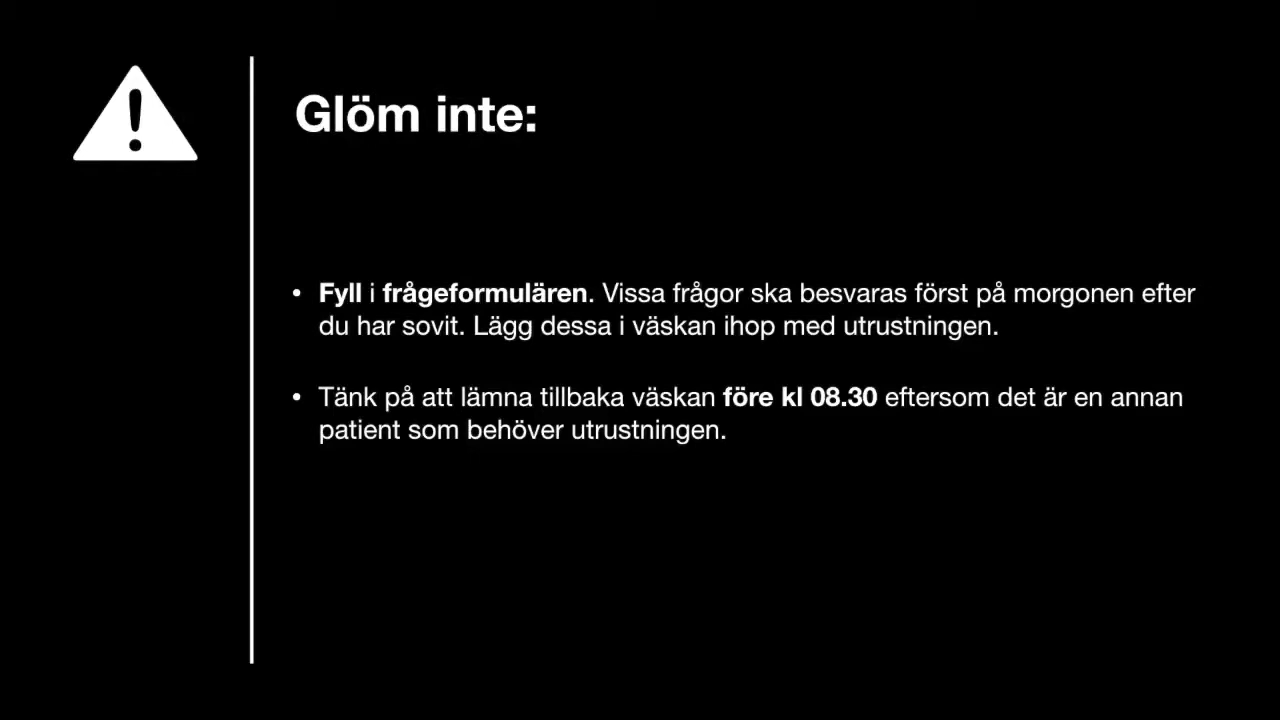 Glöm inte:
• Fyll i frågeformulären. Vissa frågor ska besvaras först på morgonen efter
du har sovit. Lägg dessa i väskan ihop med utrustningen.
• Tänk på att lämna tillbaka väskan före kl 08.30 eftersom det är en annan
patient som behöver utrustningen.